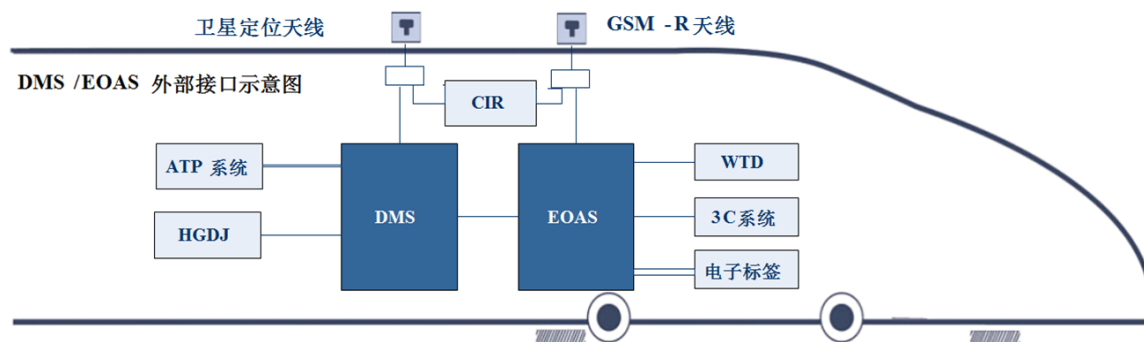 卫星定位天线
GSM -R天线
DMS /EOAS 外部接口示意图
CIR
ATP 系统
DMS
EOAS
WTD
HGDJ
3C系统
电子标签